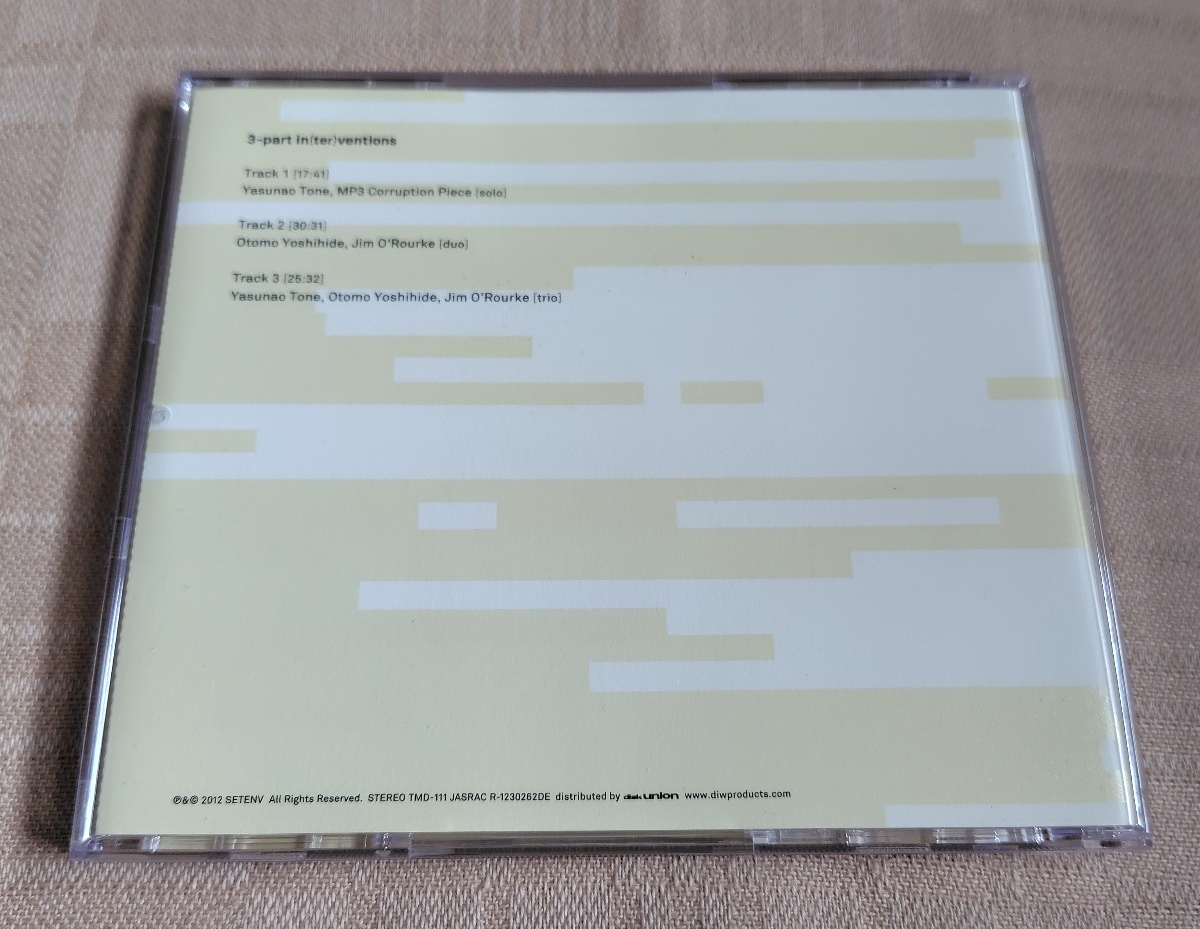 3-part in(ter)ventions
Track 1 [17:41]
Yasunao Tone, MP3 Corruption Piece [solo]
Track 2 [30:31]
Otomo Yoshihide, Jim O'Rourke [duo]
Track 3 [25:32]
Yasunao Tone, Otomo Yoshihide, Jim O'Rourke [trio]
℗&© 2012 SETENV All Rights Reserved. STEREO TMD-111 JASRAC R-1230262DE distributed by disk union www.diwproducts.com